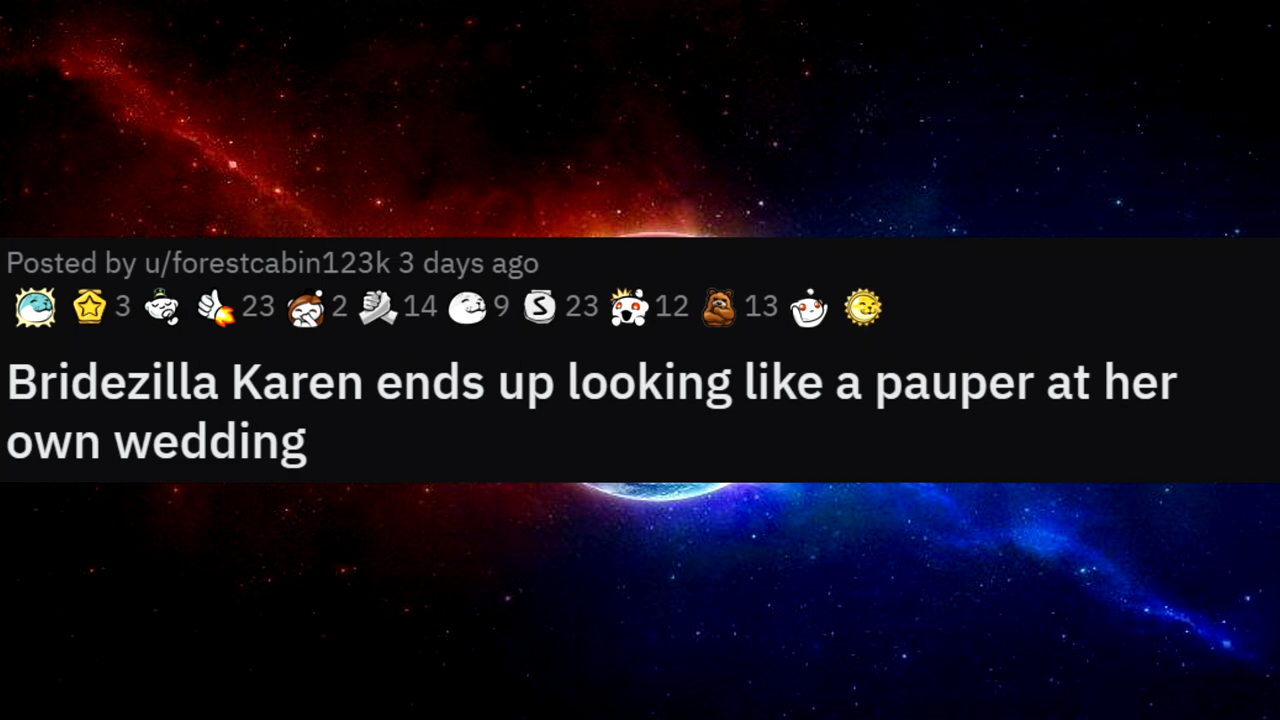 Posted by u/forestcabin123k 3 days ago
3 23 2 14 9 S 23 12 13
Bridezilla Karen ends up looking like a pauper at her
own wedding